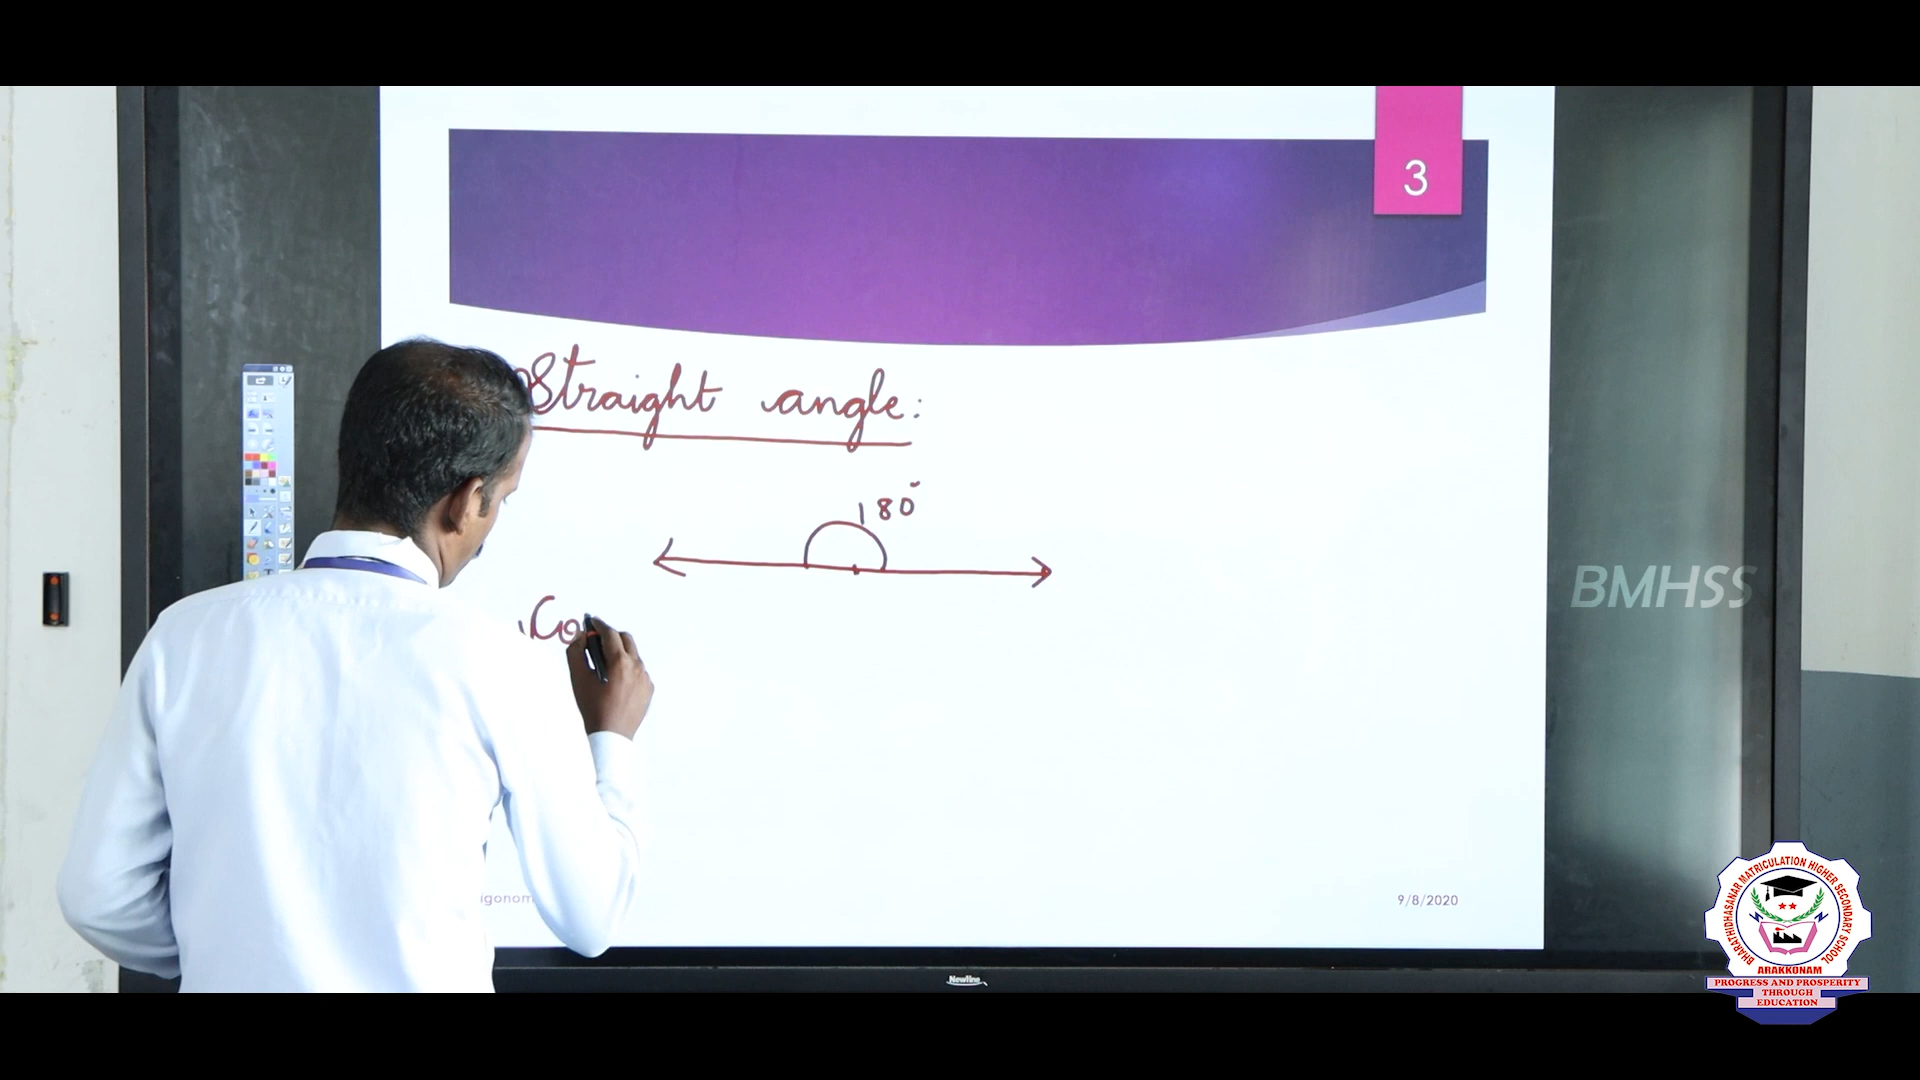 3
Straight angle:
180°
Co
9/8/2020
BMHSS
Newline
BHARATHIDHASANAR MATRICULATION HIGHER SECONDARY SCHOOL
ARAKKONAM
PROGRESS AND PROSPERITY
THROUGH
EDUCATION